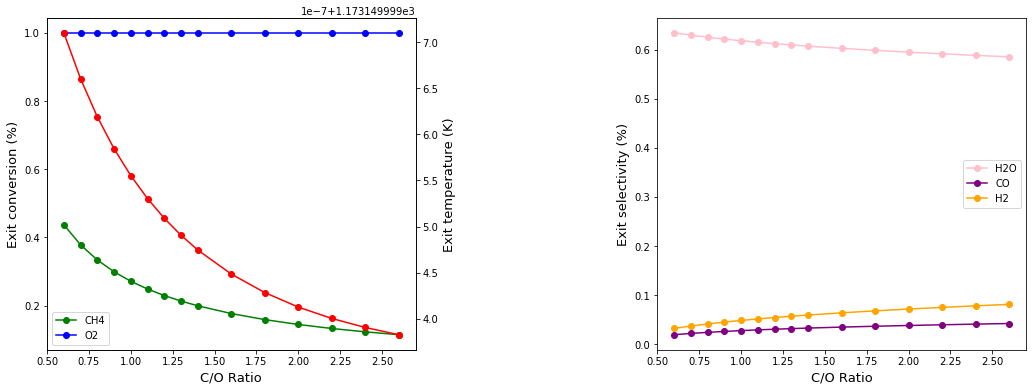 1e−7+1.173149999e3
1.0
0.8
0.6
0.4
0.2
Exit conversion (%)
7.0
6.5
6.0
5.5
5.0
4.5
4.0
Exit temperature (K)
CH4
O2
0.50 0.75 1.00 1.25 1.50 1.75 2.00 2.25 2.50
C/O Ratio
0.6
0.5
0.4
0.3
0.2
0.1
0.0
Exit selectivity (%)
H2O
CO
H2
0.50 0.75 1.00 1.25 1.50 1.75 2.00 2.25 2.50
C/O Ratio